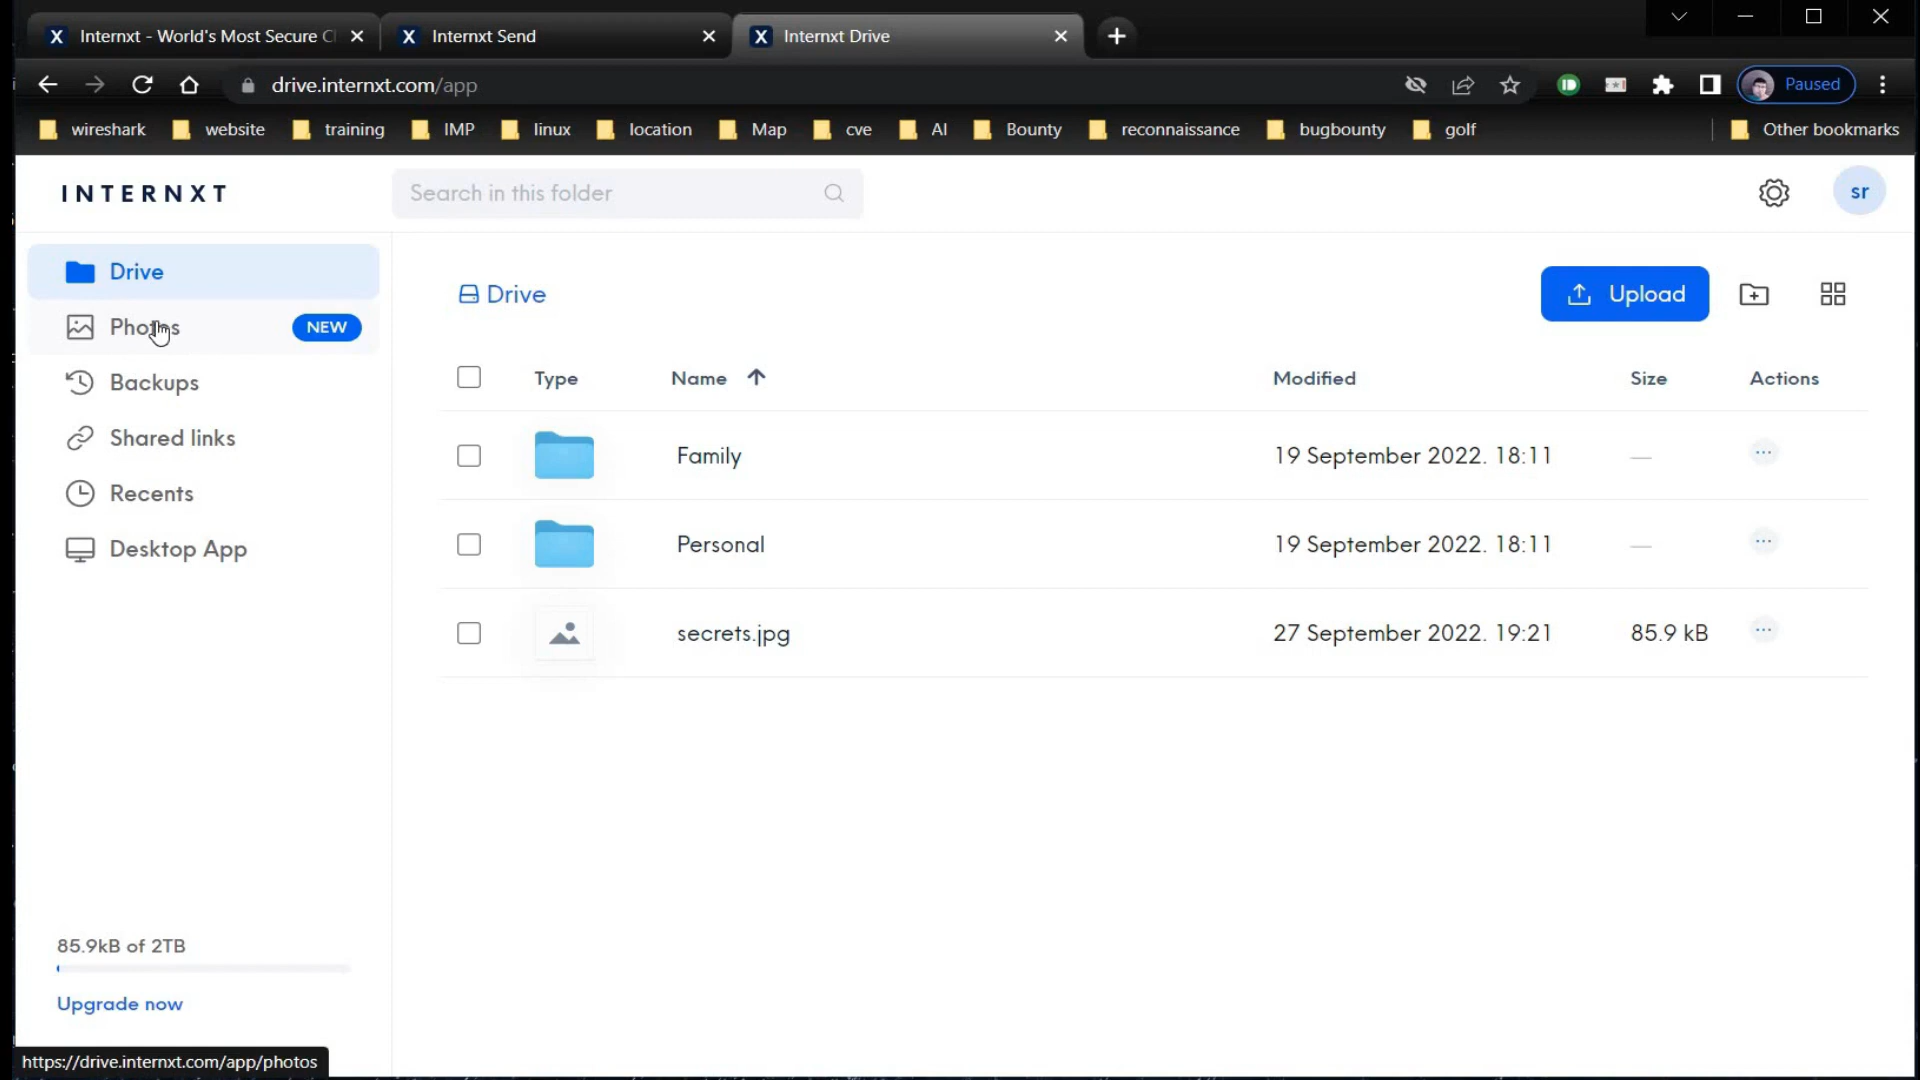 Internxt - World's Most Secure Cl
Internxt Send
Internxt Drive
drive.internxt.com/app
Paused
wireshark
website
training
IMP
linux
location
Map
cve
AI
Bounty
reconnaissance
bugbounty
golf
Other bookmarks
INTERNXT
Search in this folder
sr
Drive
Photos
NEW
Backups
Shared links
Recents
Desktop App
Drive
Upload
Type Name Modified Size Actions
Family 19 September 2022. 18:11 —
Personal 19 September 2022. 18:11 —
secrets.jpg 27 September 2022. 19:21 85.9 kB
85.9kB of 2TB
Upgrade now
https://drive.internxt.com/app/photos